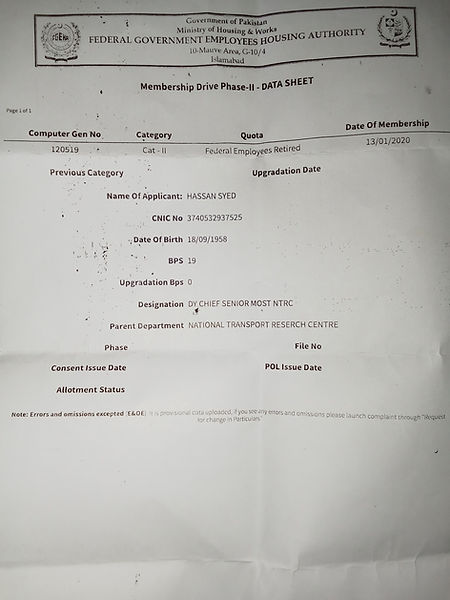 Government of Pakistan
Ministry of Housing & Works
FEDERAL GOVERNMENT EMPLOYEES HOUSING AUTHORITY
10-Mauve Area, G-10/4
Islamabad
Membership Drive Phase-II - DATA SHEET
Page 1 of 1
Computer Gen No Category Quota Date Of Membership
120519 Cat - II Federal Employees Retired 13/01/2020
Previous Category Upgradation Date
Name Of Applicant: HASSAN SYED
CNIC No 3740532937525
Date Of Birth 18/09/1958
BPS 19
Upgradation Bps 0
Designation DY CHIEF SENIOR MOST NTRC
Parent Department NATIONAL TRANSPORT RESERCH CENTRE
Phase File No
Consent Issue Date POL Issue Date
Allotment Status
Note: Errors and omissions excepted (E&OE) It is provisional data uploaded, if you see any errors and omissions please launch complaint through "Request
for change in Particulars"